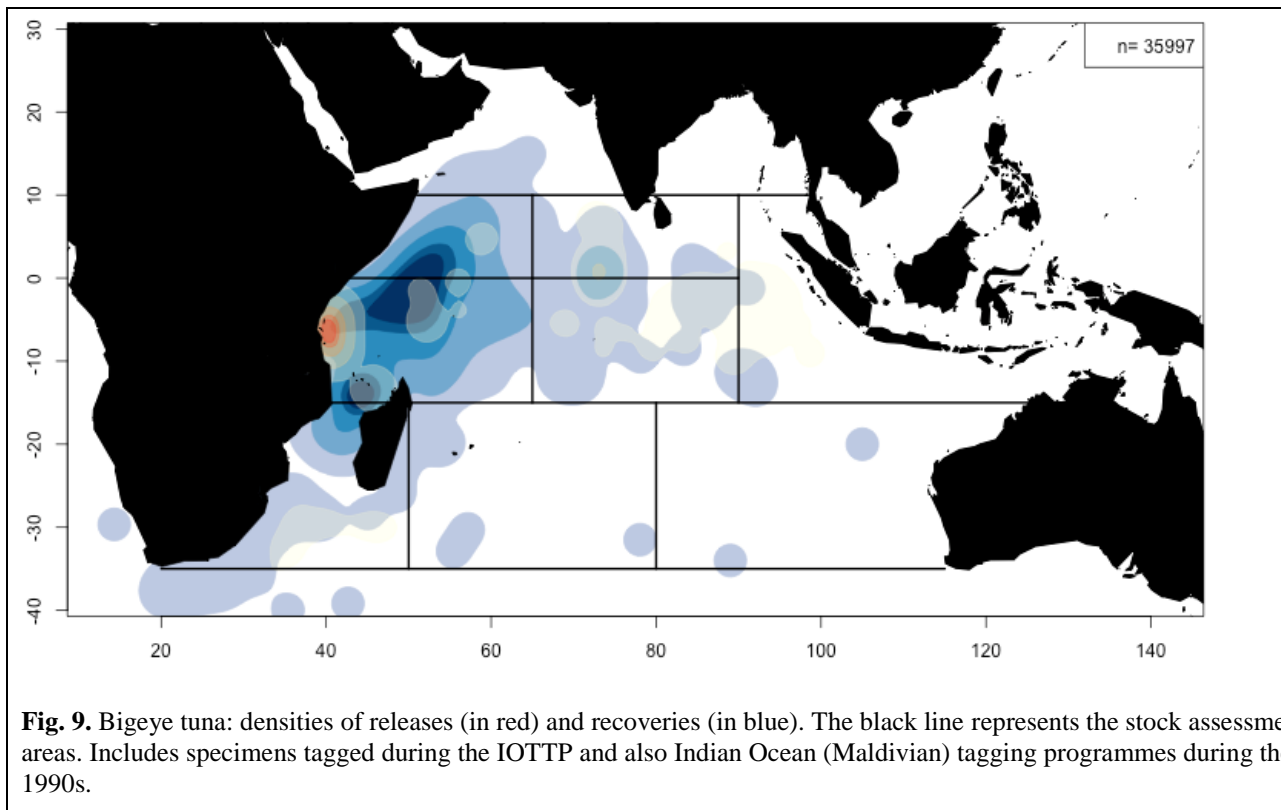 30
n= 35997
20
10
0
-10
-20
-30
-40
20 40 60 80 100 120 140
Fig. 9. Bigeye tuna: densities of releases (in red) and recoveries (in blue). The black line represents the stock assessme
areas. Includes specimens tagged during the IOTTP and also Indian Ocean (Maldivian) tagging programmes during the
1990s.